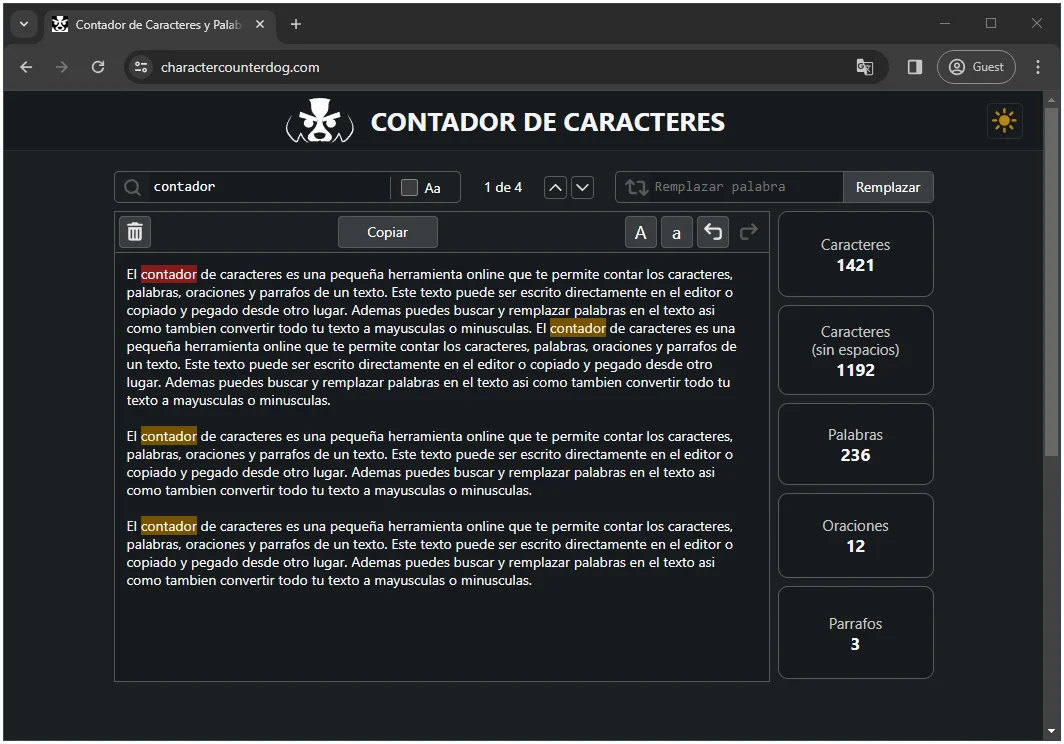 Contador de Caracteres y Palab
charactercounterdog.com
Guest
CONTADOR DE CARACTERES
contador
Aa
1 de 4
Remplazar palabra
Remplazar
Copiar
A
a
El contador de caracteres es una pequeña herramienta online que te permite contar los caracteres,
palabras, oraciones y parrafos de un texto. Este texto puede ser escrito directamente en el editor o
copiado y pegado desde otro lugar. Ademas puedes buscar y remplazar palabras en el texto asi
como tambien convertir todo tu texto a mayusculas o minusculas. El contador de caracteres es una
pequeña herramienta online que te permite contar los caracteres, palabras, oraciones y parrafos de
un texto. Este texto puede ser escrito directamente en el editor o copiado y pegado desde otro
lugar. Ademas puedes buscar y remplazar palabras en el texto asi como tambien convertir todo tu
texto a mayusculas o minusculas.
El contador de caracteres es una pequeña herramienta online que te permite contar los caracteres,
palabras, oraciones y parrafos de un texto. Este texto puede ser escrito directamente en el editor o
copiado y pegado desde otro lugar. Ademas puedes buscar y remplazar palabras en el texto asi
como tambien convertir todo tu texto a mayusculas o minusculas.
El contador de caracteres es una pequeña herramienta online que te permite contar los caracteres,
palabras, oraciones y parrafos de un texto. Este texto puede ser escrito directamente en el editor o
copiado y pegado desde otro lugar. Ademas puedes buscar y remplazar palabras en el texto asi
como tambien convertir todo tu texto a mayusculas o minusculas.
Caracteres
1421
Caracteres
(sin espacios)
1192
Palabras
236
Oraciones
12
Parrafos
3